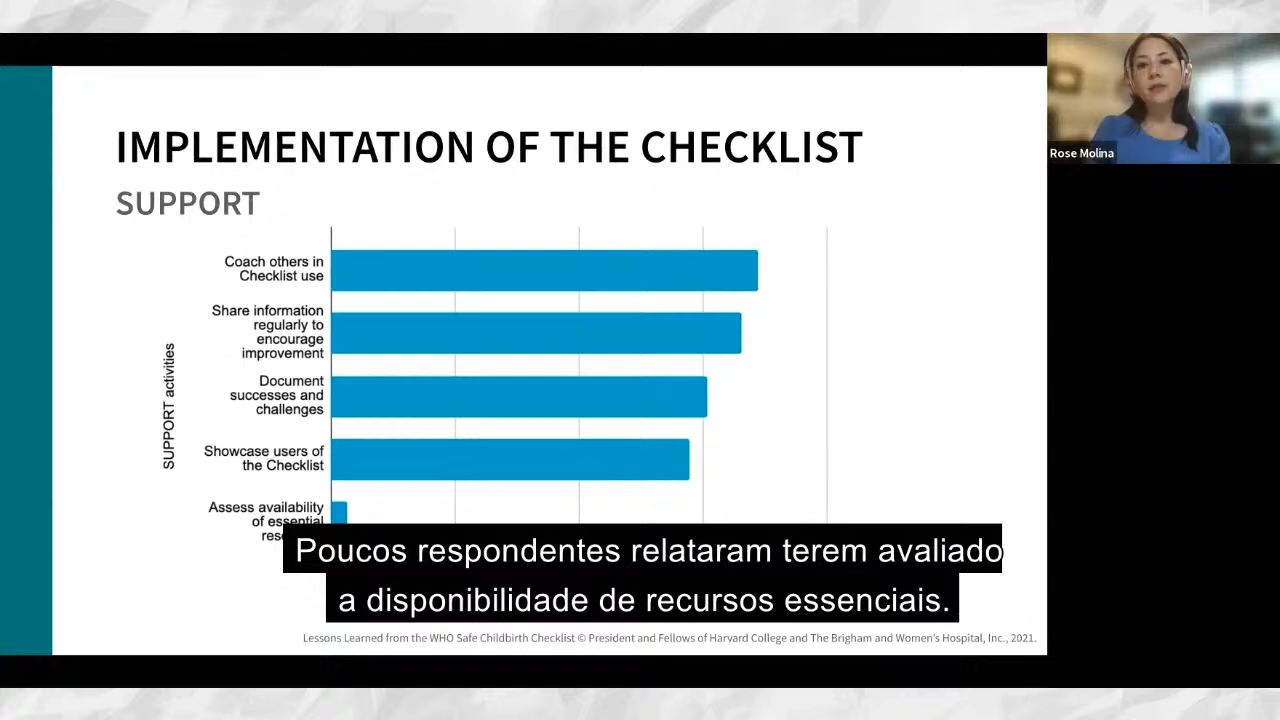 IMPLEMENTATION OF THE CHECKLIST
SUPPORT
Rose Molina
SUPPORT activities
Coach others in
Checklist use
Share information
regularly to
encourage
improvement
Document
successes and
challenges
Showcase users of
the Checklist
Assess availability
of essential
Poucos respondentes relataram terem avaliado
a disponibilidade de recursos essenciais.
Lessons Learned from the WHO Safe Childbirth Checklist © President and Fellows of Harvard College and The Brigham and Women's Hospital, Inc., 2021.